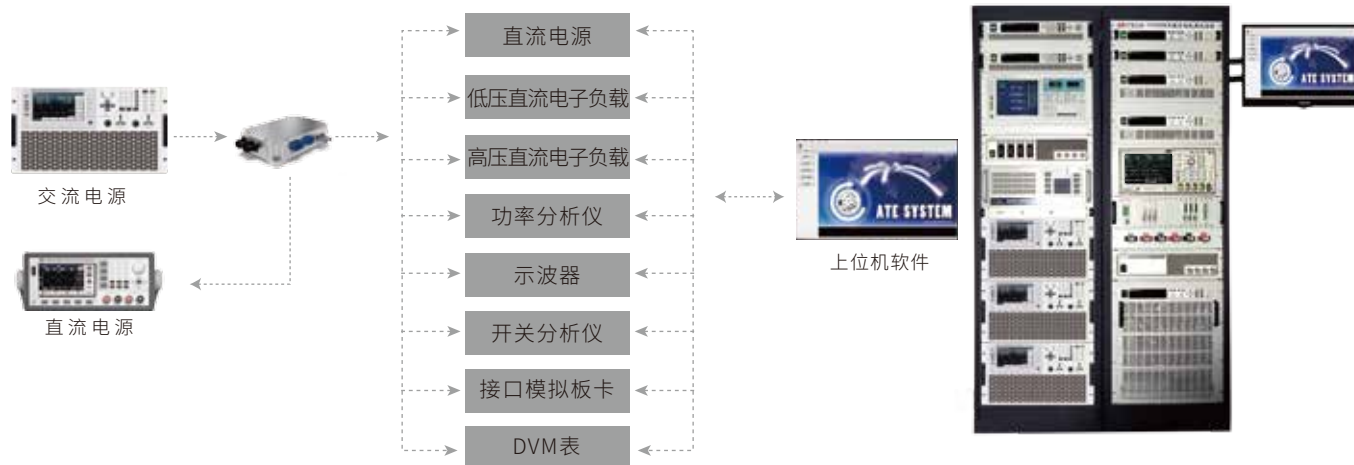 交流电源
直流电源
直流电源
低压直流电子负载
高压直流电子负载
功率分析仪
示波器
开关分析仪
接口模拟板卡
DVM表
ATE SYSTEM
上位机软件
ATE SYSTEM